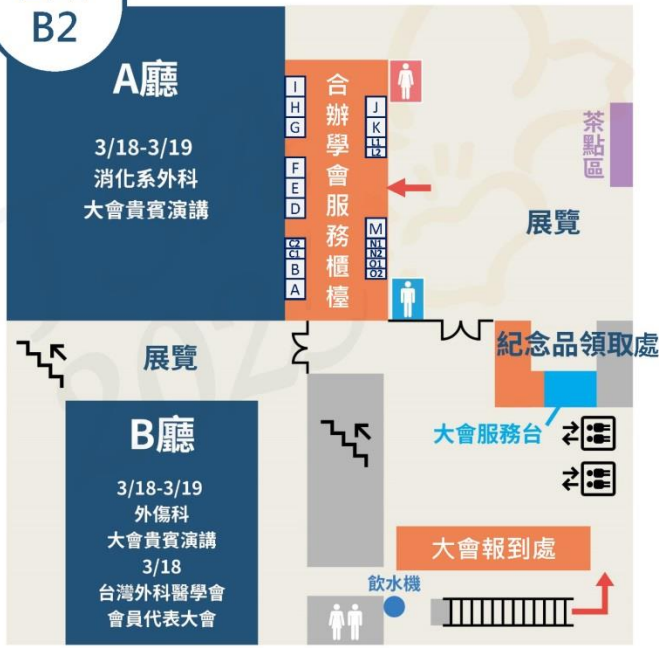 B2
A廳
3/18-3/19
消化系外科
大會貴賓演講
I
H
G
F
E
D
C2
C1
B
A
合辦學會服務櫃檯
J
K
L1
L2
M
N1
N2
O1
O2
茶點區
展覽
展覽
紀念品領取處
大會服務台
B廳
3/18-3/19
外傷科
大會貴賓演講
3/18
台灣外科醫學會
會員代表大會
大會報到處
飲水機
2025